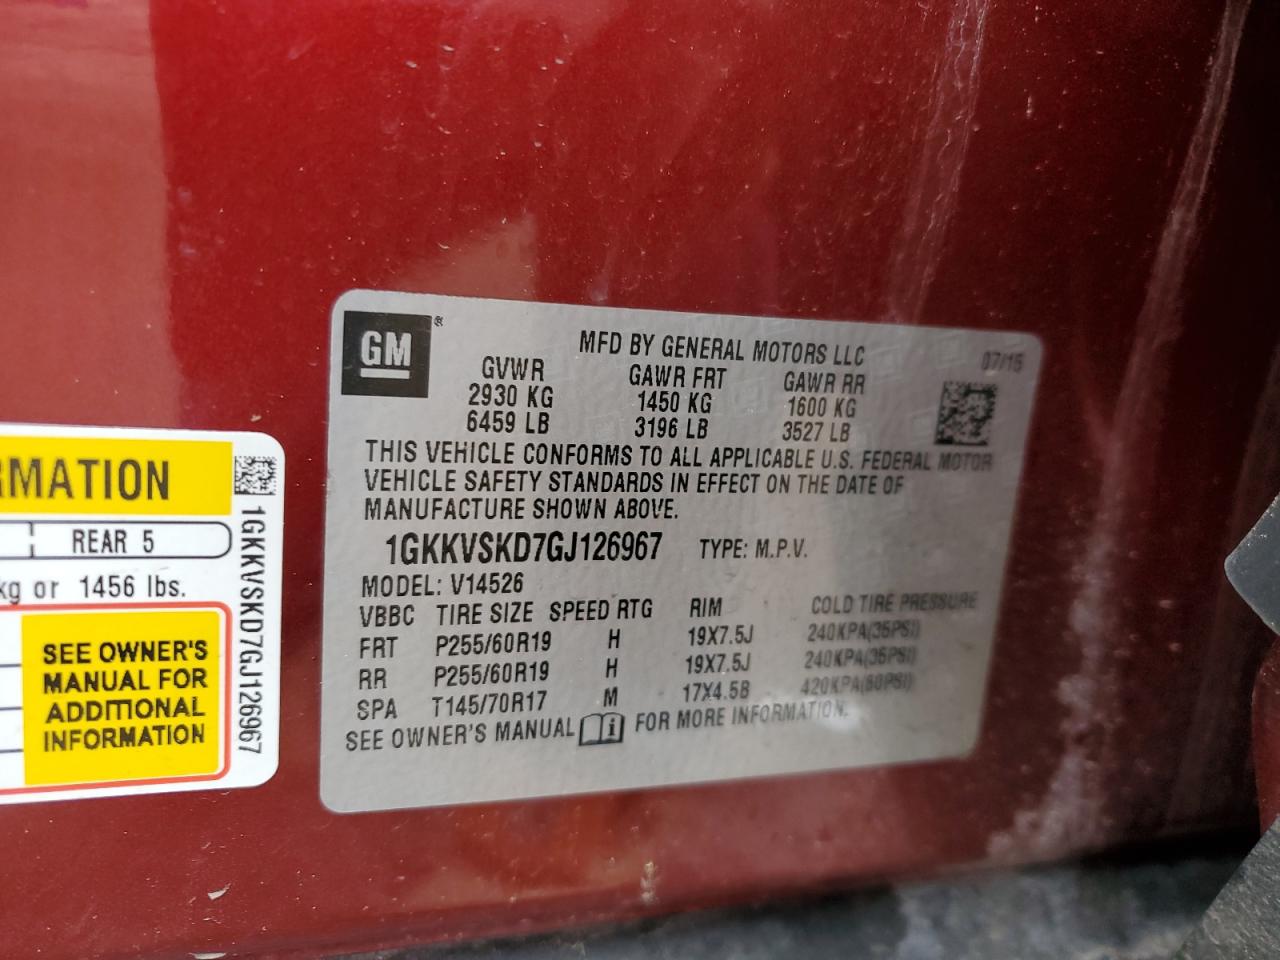 GM®
MFD BY GENERAL MOTORS LLC
07/15
GVWR GAWR FRT GAWR RR
2930 KG 1450 KG 1600 KG
6459 LB 3196 LB 3527 LB
THIS VEHICLE CONFORMS TO ALL APPLICABLE U.S. FEDERAL MOTOR
VEHICLE SAFETY STANDARDS IN EFFECT ON THE DATE OF
MANUFACTURE SHOWN ABOVE.
1GKKVSKD7GJ126967 TYPE: M.P.V.
MODEL: V14526
VBBC TIRE SIZE SPEED RTG RIM COLD TIRE PRESSURE
FRT P255/60R19 H 19X7.5J 240KPA(35PSI)
RR P255/60R19 H 19X7.5J 240KPA(35PSI)
SPA T145/70R17 M 17X4.5B 420KPA(60PSI)
SEE OWNER'S MANUAL i FOR MORE INFORMATION.
RMATION
REAR 5
kg or 1456 lbs.
SEE OWNER'S
MANUAL FOR
ADDITIONAL
INFORMATION
1GKKVSKD7GJ126967